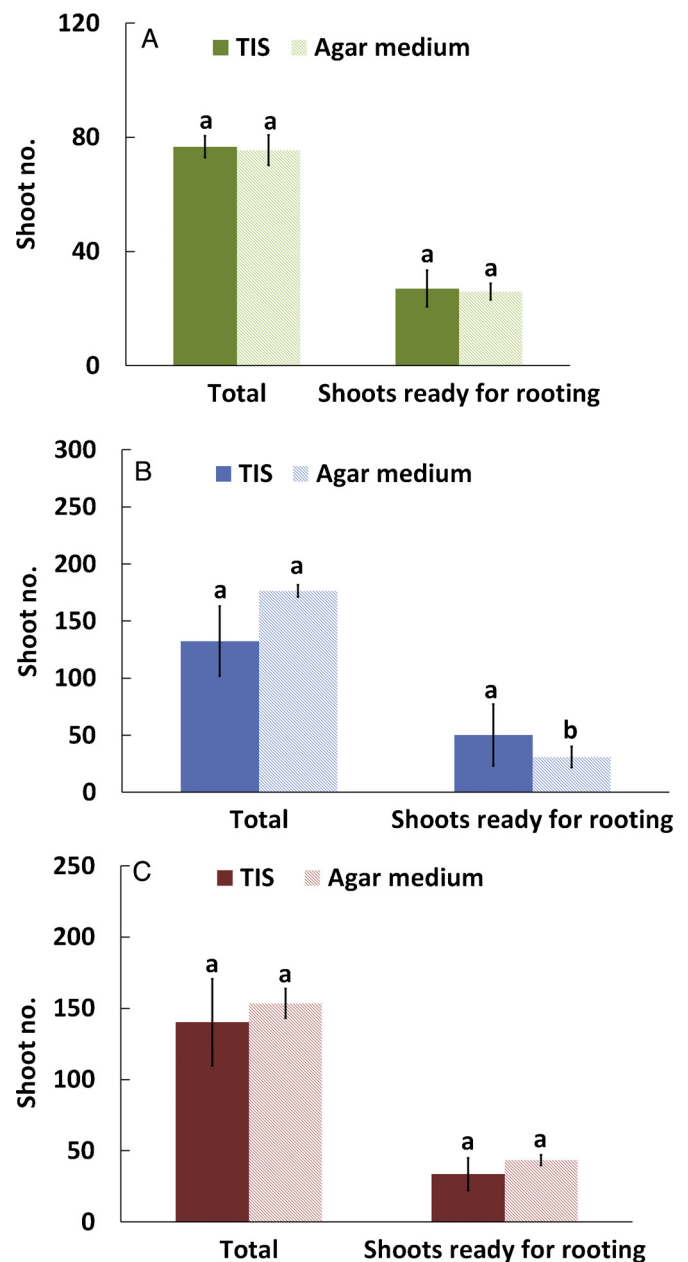 A
TIS Agar medium
120
80
40
0
Shoot no.
a a
a a
Total Shoots ready for rooting
B
TIS Agar medium
300
250
200
150
100
50
0
Shoot no.
a a
a b
Total Shoots ready for rooting
C
TIS Agar medium
250
200
150
100
50
0
Shoot no.
a a
a a
Total Shoots ready for rooting